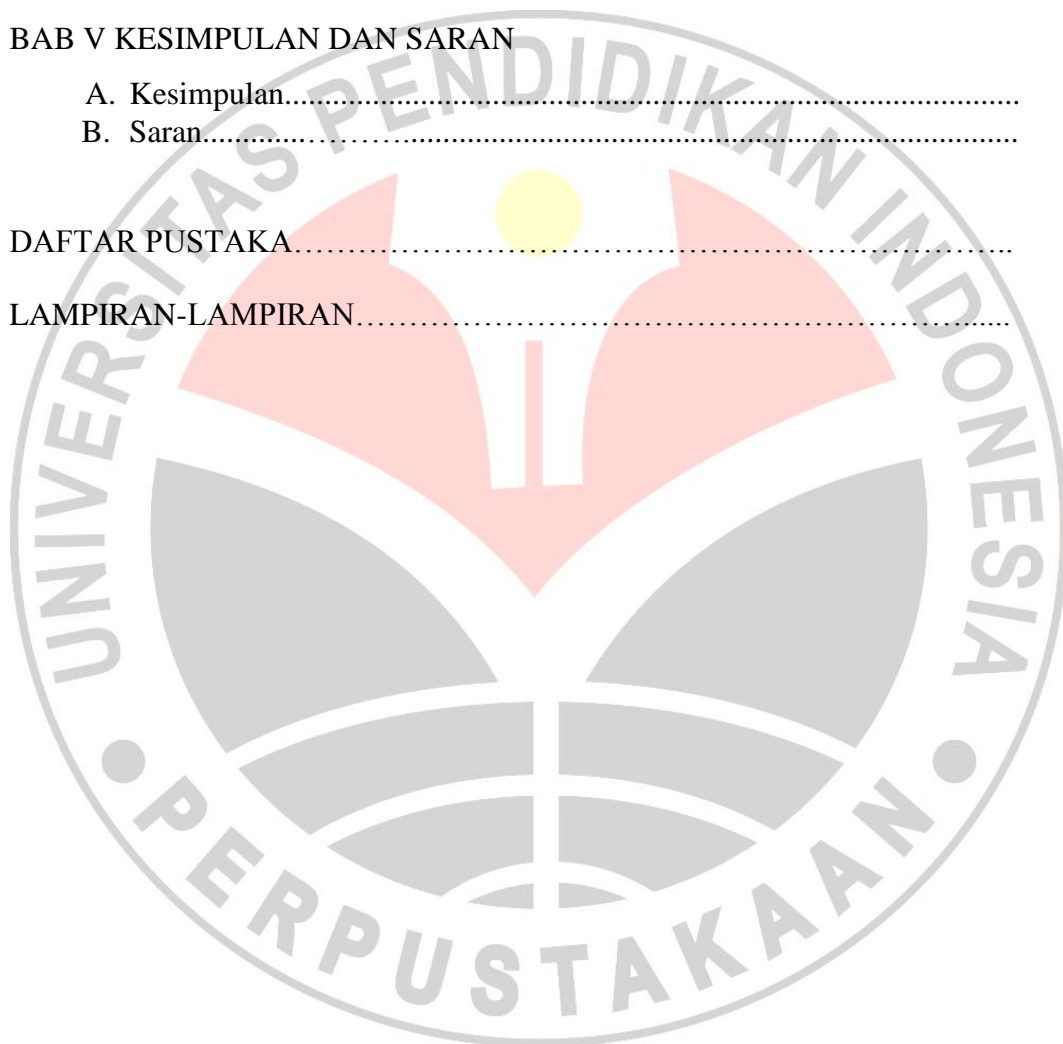 BAB V KESIMPULAN DAN SARAN
A. Kesimpulan............................................................................................
B. Saran.............……….............................................................................
DAFTAR PUSTAKA………………………………………………………….
LAMPIRAN-LAMPIRAN…………………………………………………......
UNIVERSITAS PENDIDIKAN INDONESIA
PERPUSTAKAAN